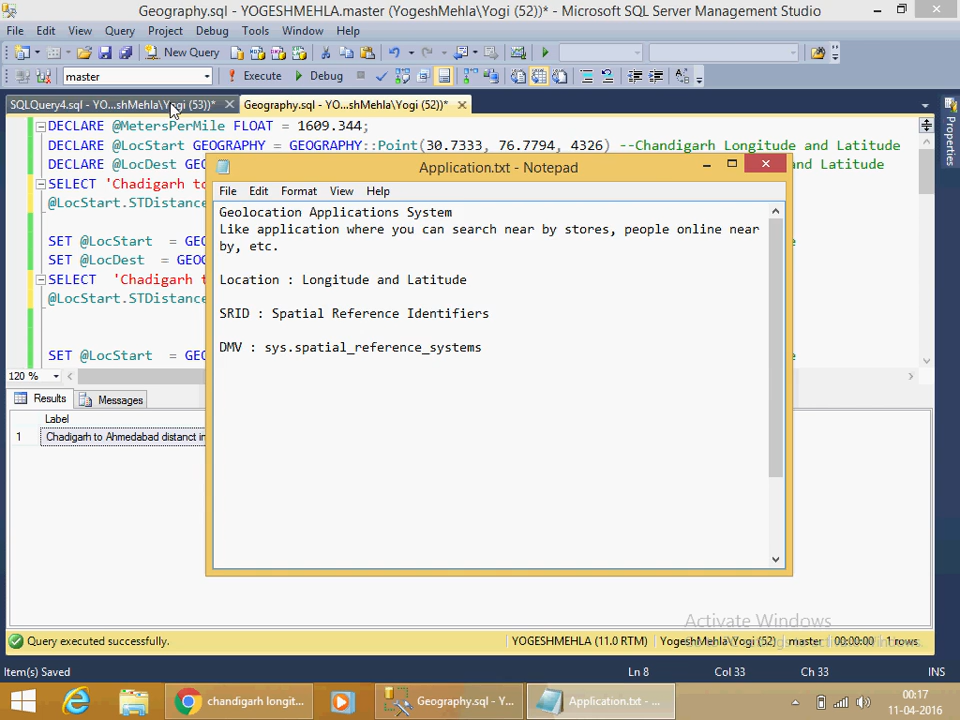 Geography.sql - YOGESHMEHLA.master (YogeshMehla\Yogi (52))* - Microsoft SQL Server Management Studio
File Edit View Query Project Debug Tools Window Help
New Query
master Execute Debug
SQLQuery4.sql - YO...shMehla\Yogi (53))* Geography.sql - YO...shMehla\Yogi (52))*
Properties
DECLARE @MetersPerMile FLOAT = 1609.344;
DECLARE @LocStart GEOGRAPHY = GEOGRAPHY::Point(30.7333, 76.7794, 4326) --Chandigarh Longitude and Latitude
DECLARE @LocDest GEO and Latitude
SELECT 'Chadigarh to
@LocStart.STDistance
SET @LocStart = GEOG
SET @LocDest = GEOG
SELECT 'Chadigarh t
@LocStart.STDistance
SET @LocStart = GEOG
120 %
Results Messages
Label
1 Chadigarh to Ahmedabad distanct in
Application.txt - Notepad
File Edit Format View Help
Geolocation Applications System
Like application where you can search near by stores, people online near
by, etc.
Location : Longitude and Latitude
SRID : Spatial Reference Identifiers
DMV : sys.spatial_reference_systems
Activate Windows
Query executed successfully. YOGESHMEHLA (11.0 RTM) YogeshMehla\Yogi (52) master 00:00:00 1 rows
Item(s) Saved Ln 8 Col 33 Ch 33 INS
chandigarh longit... Geography.sql - Y... Application.txt - ...
00:17
11-04-2016